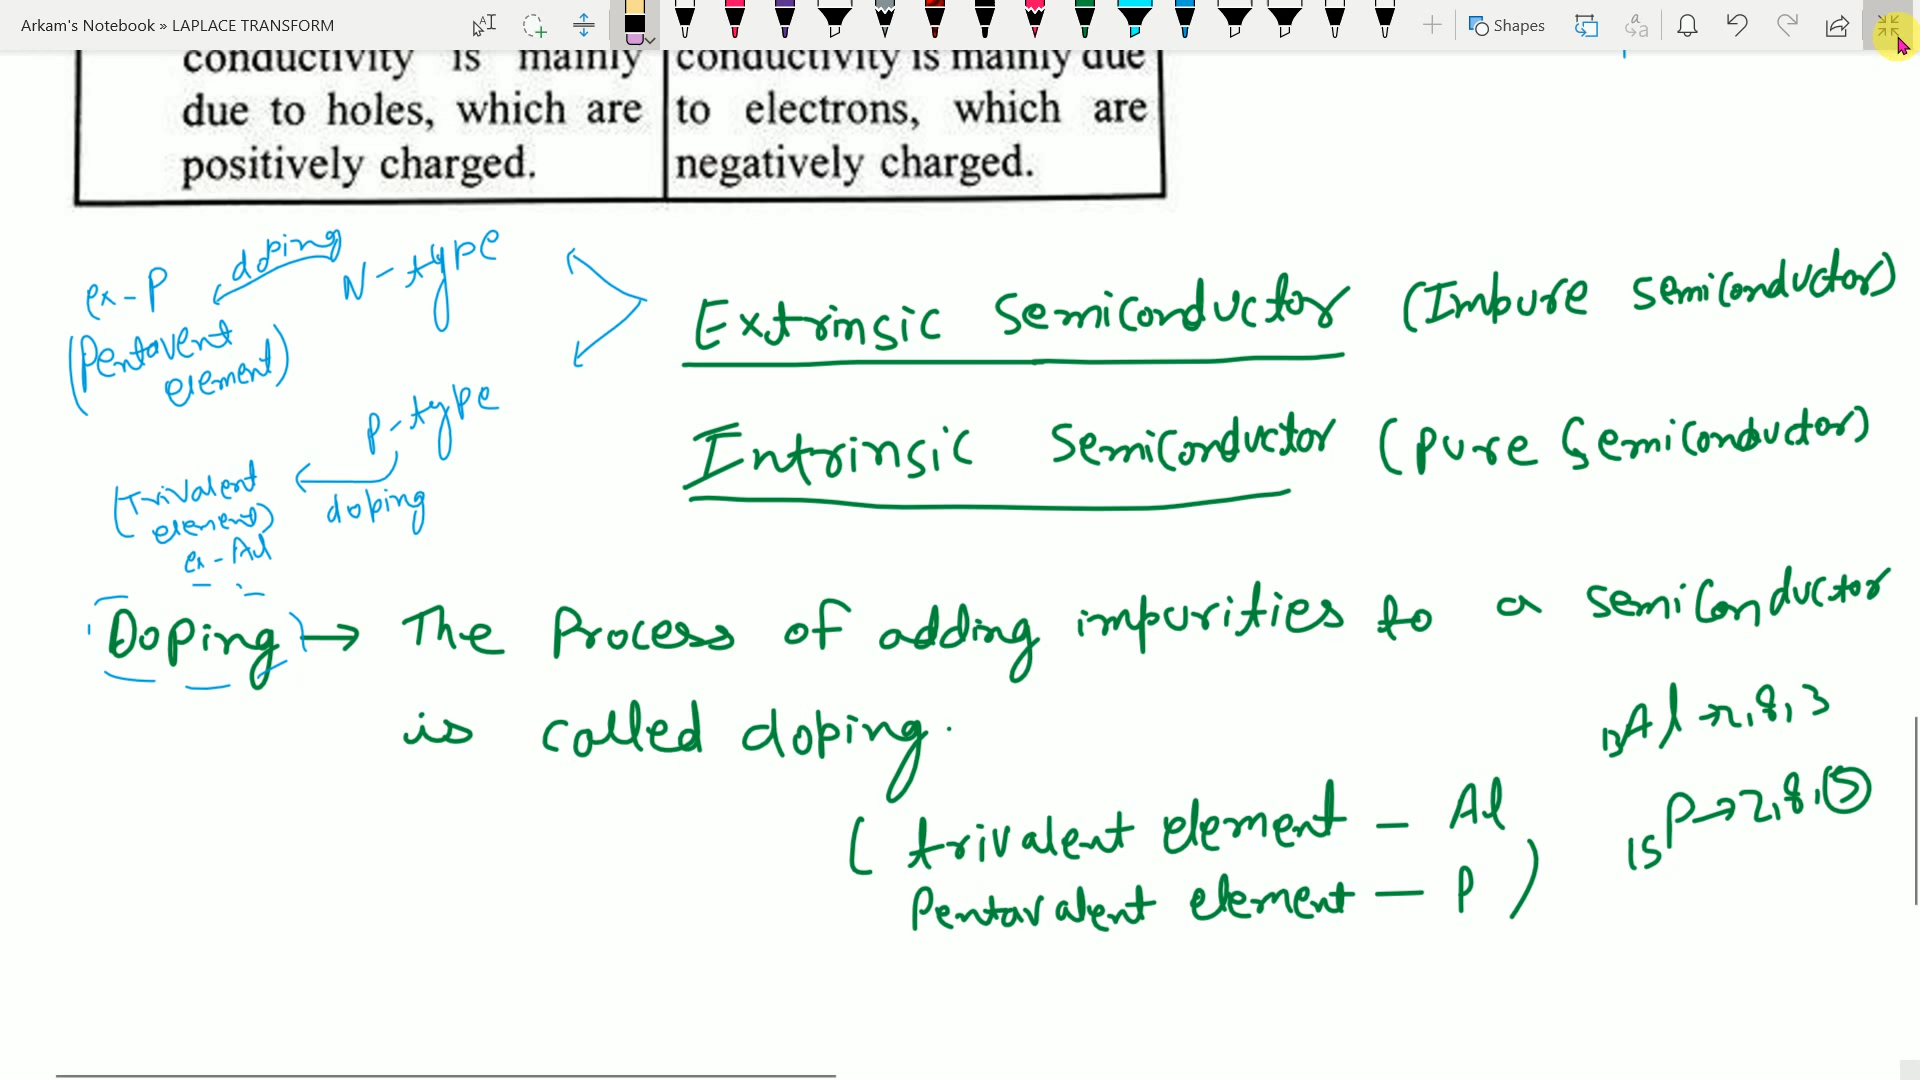 Arkam's Notebook » LAPLACE TRANSFORM
Shapes
conductivity is mainly
due to holes, which are
positively charged.
conductivity is mainly due
to electrons, which are
negatively charged.
doping
N-type
ex-P
(Pentavent
element)
Extrinsic semiconductor (Imbure semiconductor)
P-type
Intrinsic semiconductor (pure semiconductor)
doping
(Trivalent
element)
ex-Al
Doping → The Process of adding impurities to a semiconductor
is called doping.
13Al→2,8,3
15P→2,8,5
(trivalent element - Al
Pentavalent element - P)